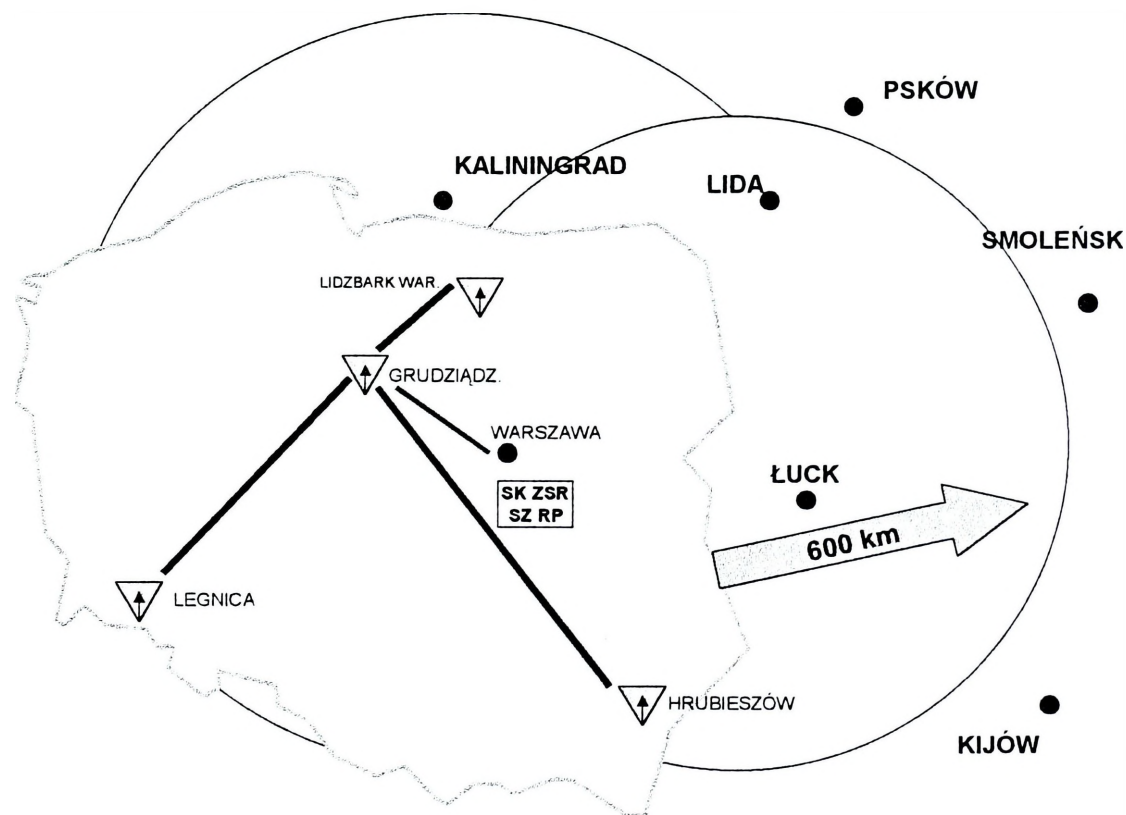 PSKÓW
KALININGRAD
LIDA
SMOLEŃSK
LIDZBARK WAR.
GRUDZIĄDZ.
WARSZAWA
SK ZSR
SZ RP
ŁUCK
600 km
LEGNICA
HRUBIESZÓW
KIJÓW